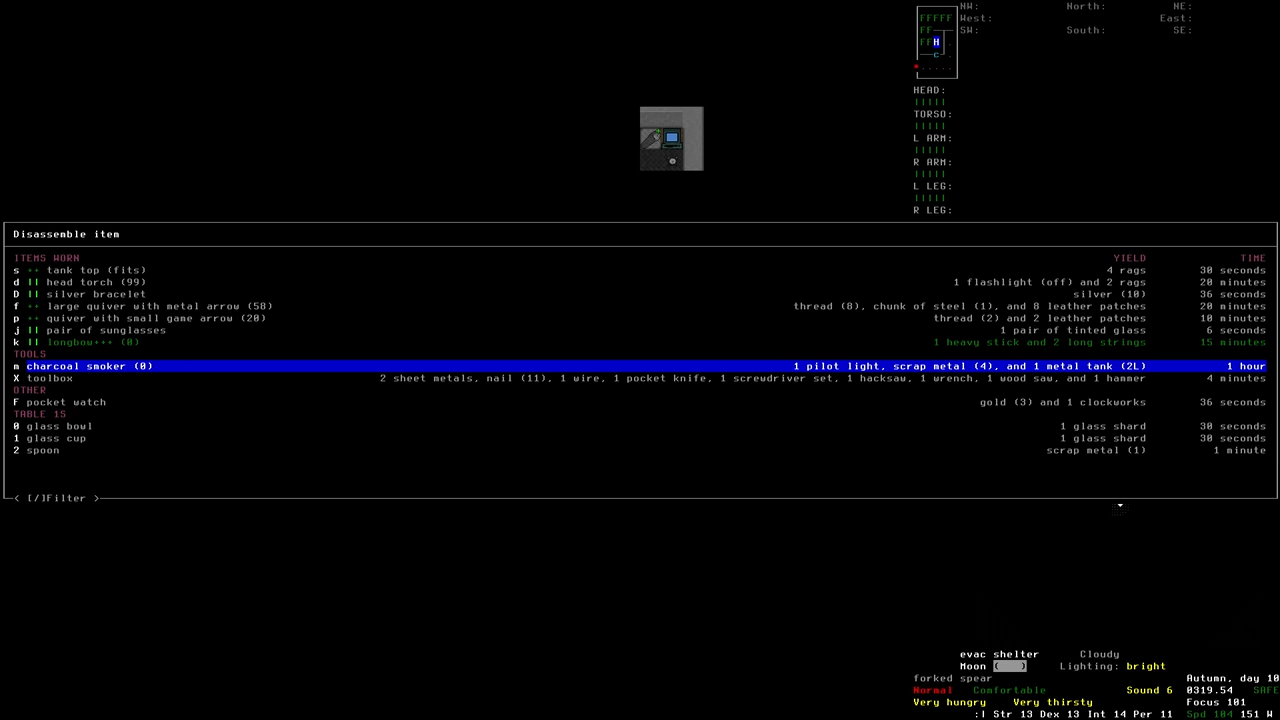 NW: North: NE:
FFFFF West: East:
FF SW: South: SE:
FFH
c
HEAD:
|||||
TORSO:
|||||
L ARM:
|||||
R ARM:
|||||
L LEG:
|||||
R LEG:
Disassemble item
ITEMS WORN YIELD TIME
s ++ tank top (fits) 4 rags 30 seconds
d || head torch (99) 1 flashlight (off) and 2 rags 20 minutes
D || silver bracelet silver (10) 36 seconds
f ++ large quiver with metal arrow (58) thread (8), chunk of steel (1), and 8 leather patches 20 minutes
p ++ quiver with small game arrow (20) thread (2) and 2 leather patches 10 minutes
j || pair of sunglasses 1 pair of tinted glass 6 seconds
k || longbow+++ (0) 1 heavy stick and 2 long strings 15 minutes
TOOLS
m charcoal smoker (0) 1 pilot light, scrap metal (4), and 1 metal tank (2L) 1 hour
X toolbox 2 sheet metals, nail (11), 1 wire, 1 pocket knife, 1 screwdriver set, 1 hacksaw, 1 wrench, 1 wood saw, and 1 hammer 4 minutes
OTHER
F pocket watch gold (3) and 1 clockworks 36 seconds
TABLE 15
0 glass bowl 1 glass shard 30 seconds
1 glass cup 1 glass shard 30 seconds
2 spoon scrap metal (1) 1 minute
< [/]Filter >
evac shelter Cloudy
Moon ( ) Lighting: bright
forked spear Autumn, day 10
Normal Comfortable Sound 6 0319.54 SAFE
Very hungry Very thirsty Focus 101
:| Str 13 Dex 13 Int 14 Per 11 Spd 104 151 W